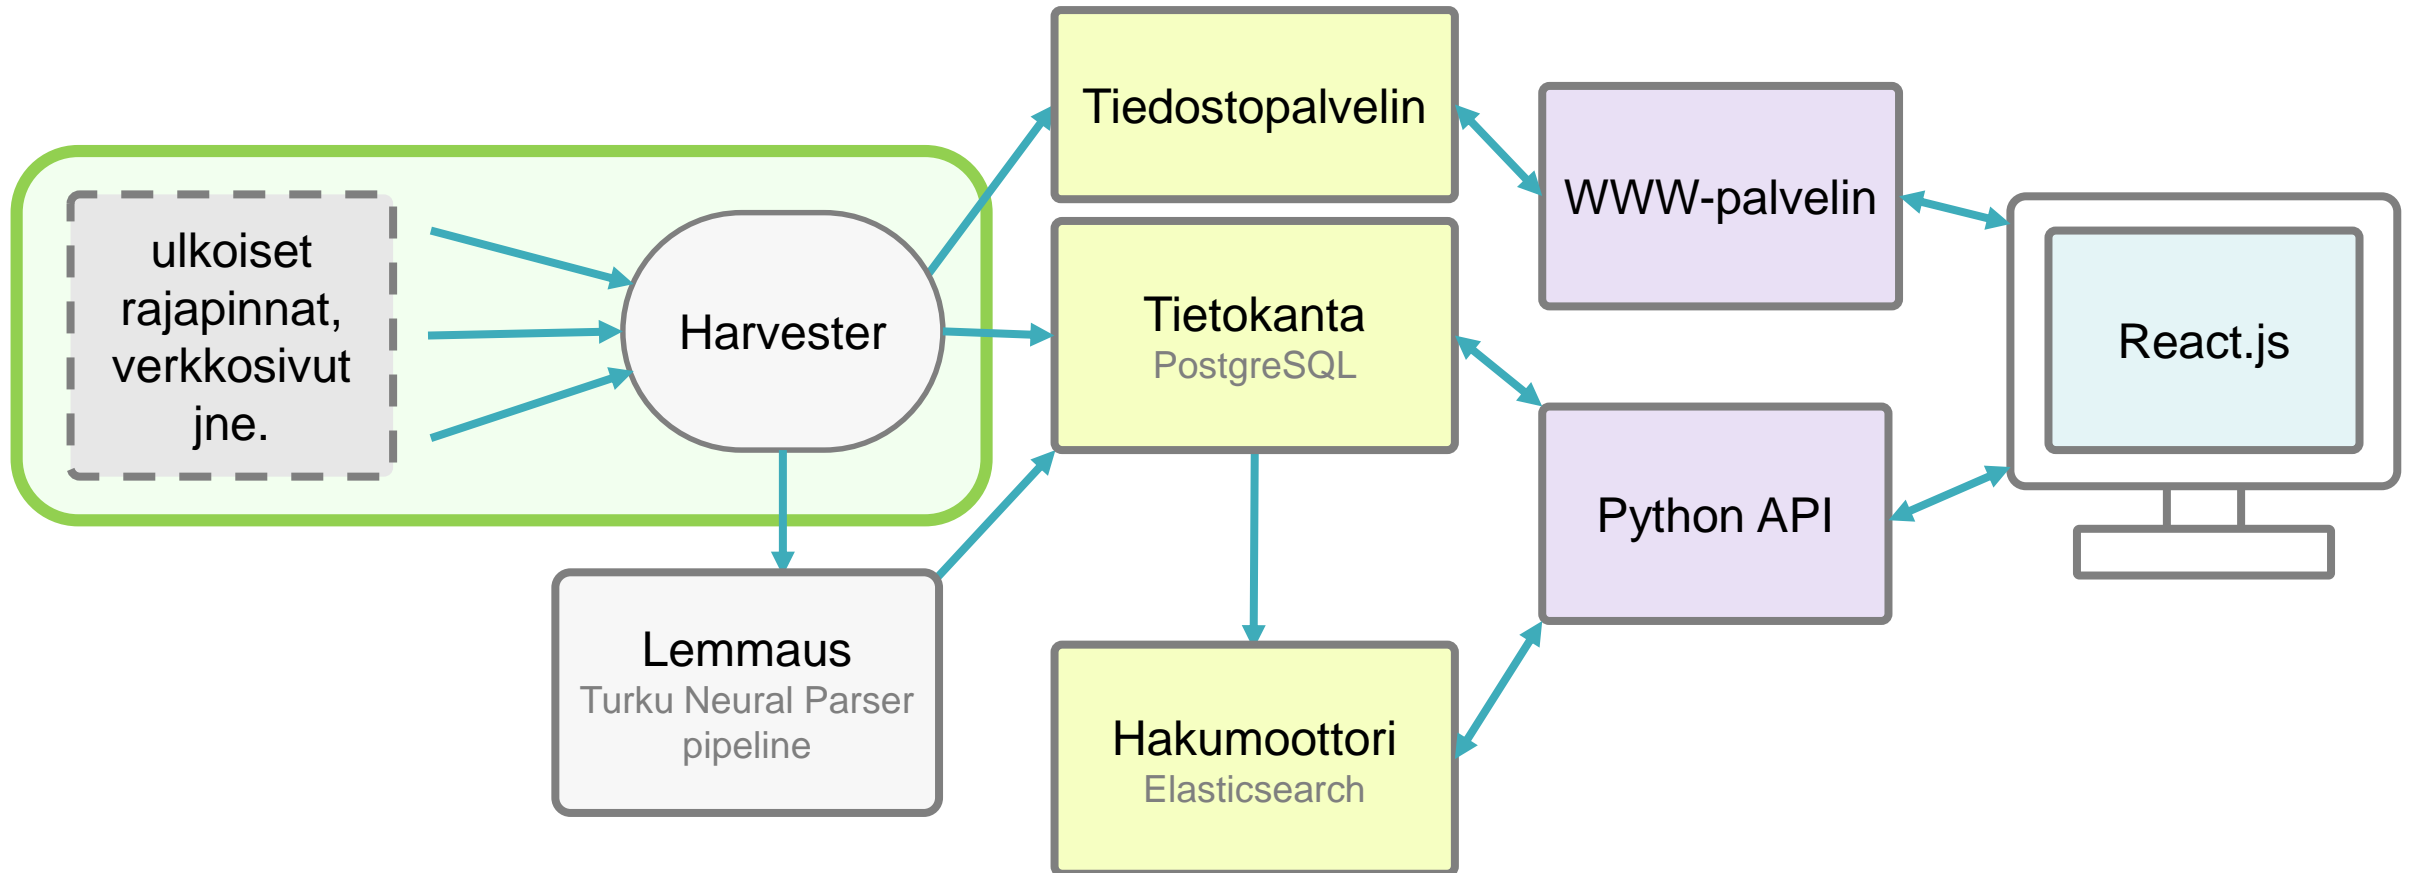 ulkoiset
rajapinnat,
verkkosivut
jne.
Harvester
Lemmaus
Turku Neural Parser
pipeline
Tiedostopalvelin
Tietokanta
PostgreSQL
Hakumoottori
Elasticsearch
WWW-palvelin
Python API
React.js